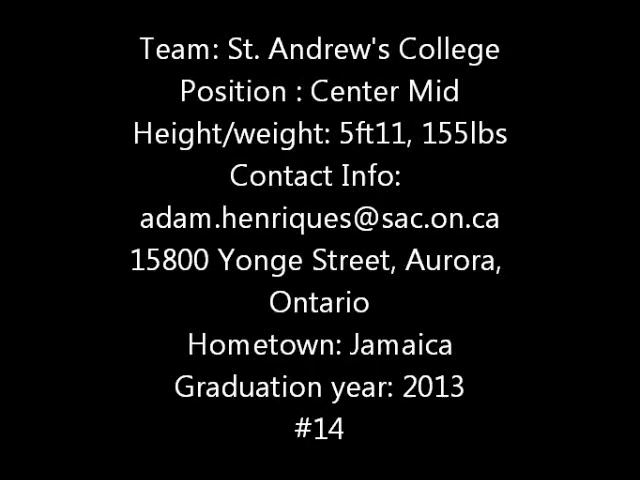 Team: St. Andrew's College
Position : Center Mid
Height/weight: 5ft11, 155lbs
Contact Info:
adam.henriques@sac.on.ca
15800 Yonge Street, Aurora,
Ontario
Hometown: Jamaica
Graduation year: 2013
#14